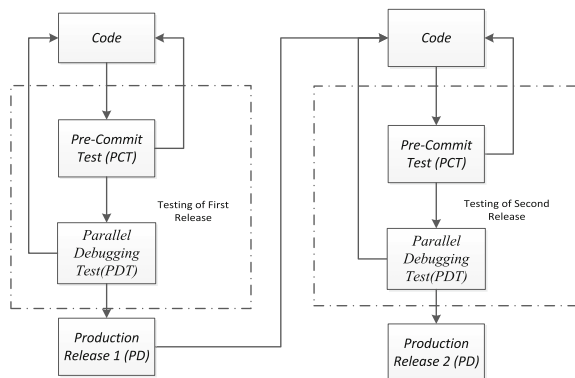 Code
Pre-Commit
Test (PCT)
Testing of First
Release
Parallel
Debugging
Test(PDT)
Production
Release 1 (PD)
Code
Pre-Commit
Test (PCT)
Testing of Second
Release
Parallel
Debugging
Test(PDT)
Production
Release 2 (PD)